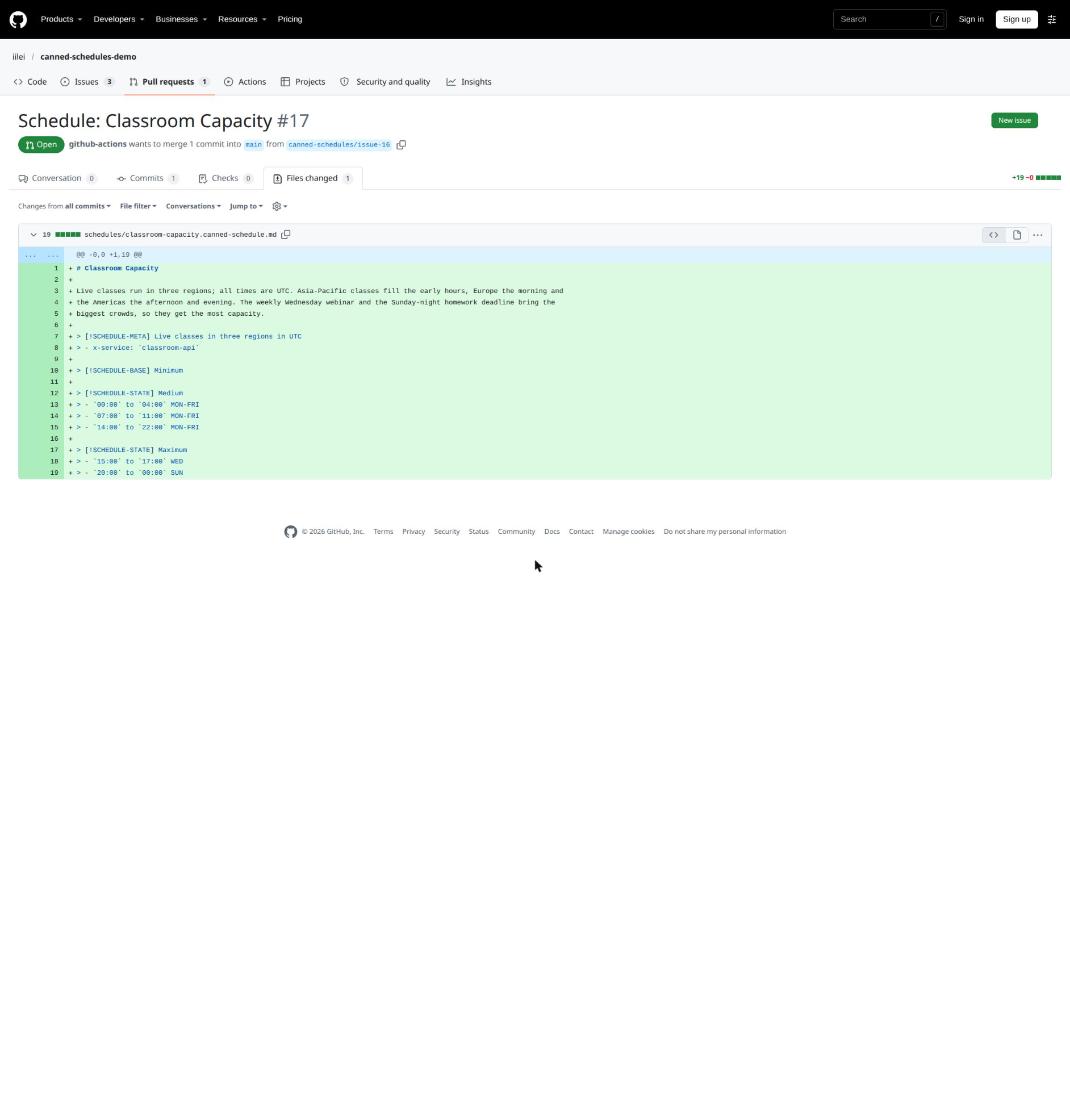 Products Developers Businesses Resources Pricing Search / Sign in Sign up
iilei / canned-schedules-demo
Code Issues 3 Pull requests 1 Actions Projects Security and quality Insights
Schedule: Classroom Capacity #17 New issue
Open github-actions wants to merge 1 commit into main from canned-schedules/issue-16
Conversation 0 Commits 1 Checks 0 Files changed 1 +19 −0
Changes from all commits File filter Conversations Jump to
19 schedules/classroom-capacity.canned-schedule.md
... ... @@ -0,0 +1,19 @@
1 + # Classroom Capacity
2 +
3 + Live classes run in three regions; all times are UTC. Asia-Pacific classes fill the early hours, Europe the morning and
4 + the Americas the afternoon and evening. The weekly Wednesday webinar and the Sunday-night homework deadline bring the
5 + biggest crowds, so they get the most capacity.
6 +
7 + > [!SCHEDULE-META] Live classes in three regions in UTC
8 + > - x-service: `classroom-api`
9 +
10 + > [!SCHEDULE-BASE] Minimum
11 +
12 + > [!SCHEDULE-STATE] Medium
13 + > - `00:00` to `04:00` MON-FRI
14 + > - `07:00` to `11:00` MON-FRI
15 + > - `14:00` to `22:00` MON-FRI
16 +
17 + > [!SCHEDULE-STATE] Maximum
18 + > - `15:00` to `17:00` WED
19 + > - `20:00` to `00:00` SUN
© 2026 GitHub, Inc. Terms Privacy Security Status Community Docs Contact Manage cookies Do not share my personal information